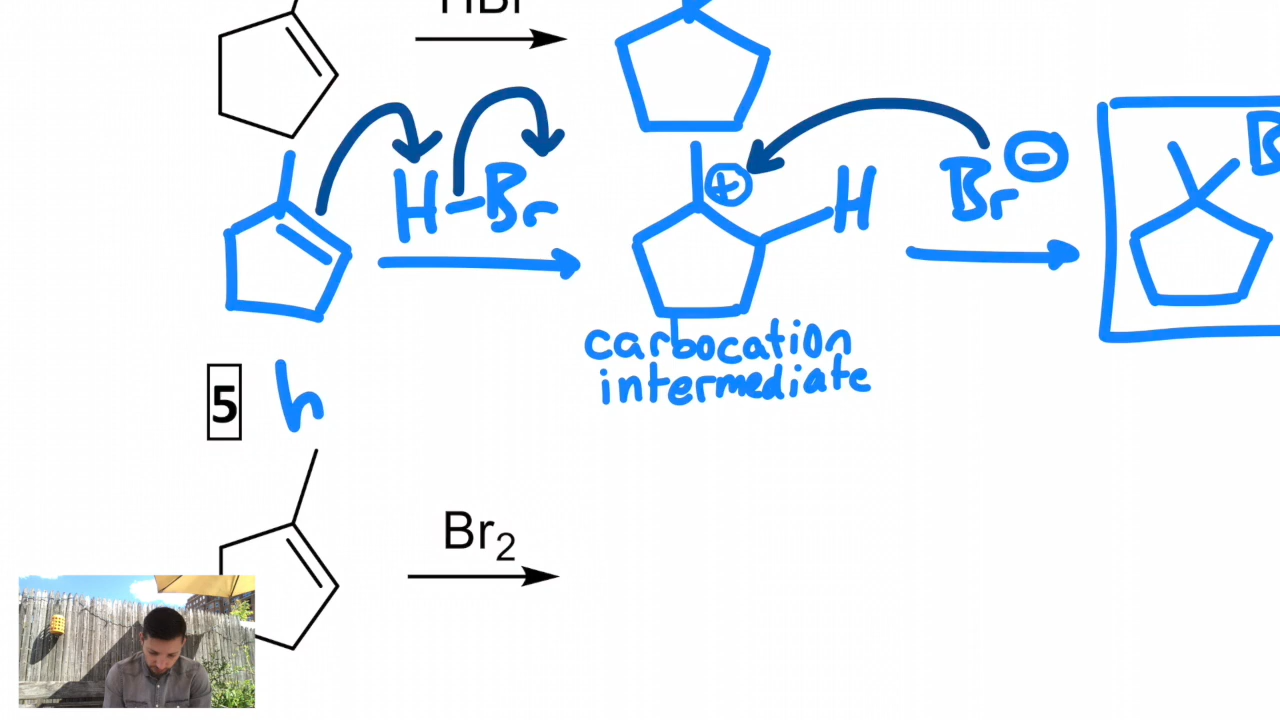 HBr
H-Br
H
Br⊖
⊕
carbocation
intermediate
5 h
Br₂